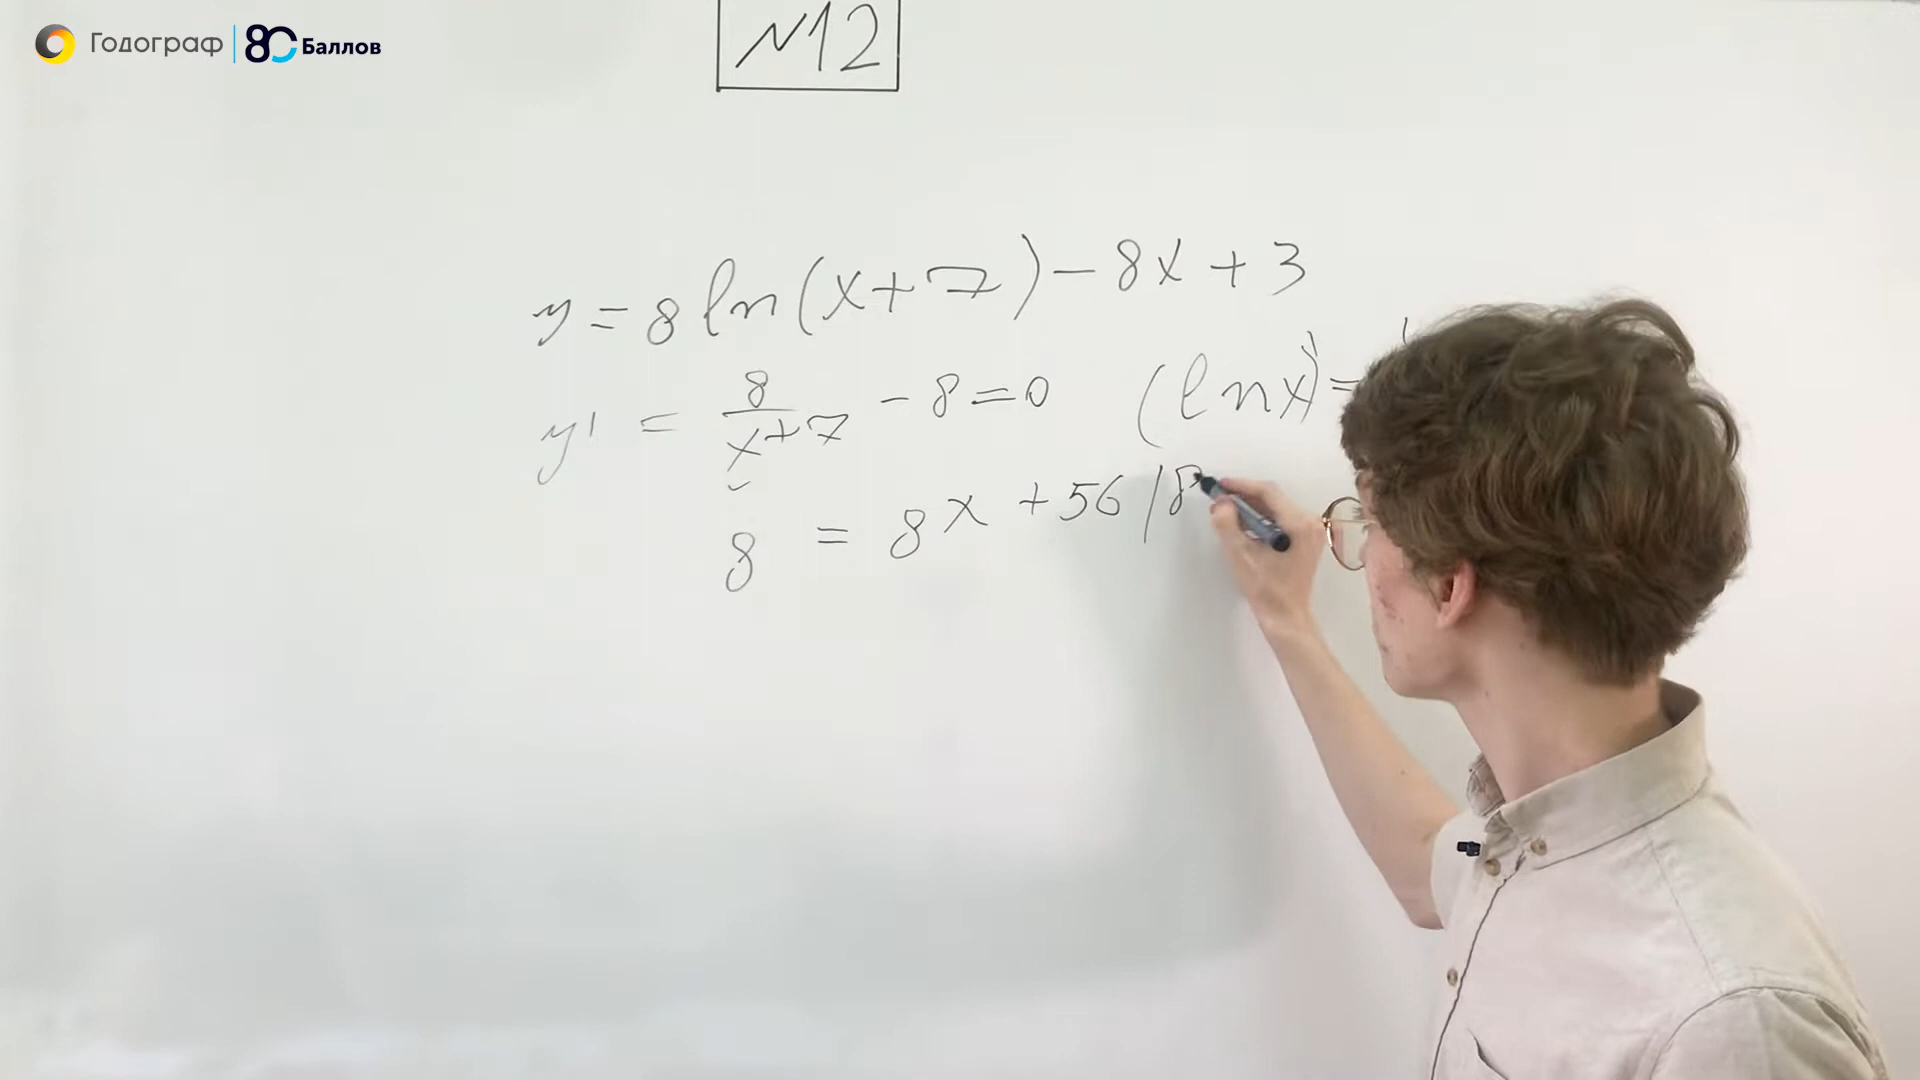 Годограф | 80 Баллов
№12
y = 8 ln(x+7) - 8x + 3
y' = 8/(x+7) - 8 = 0 (ln x)' =
8 = 8x + 56 | 8